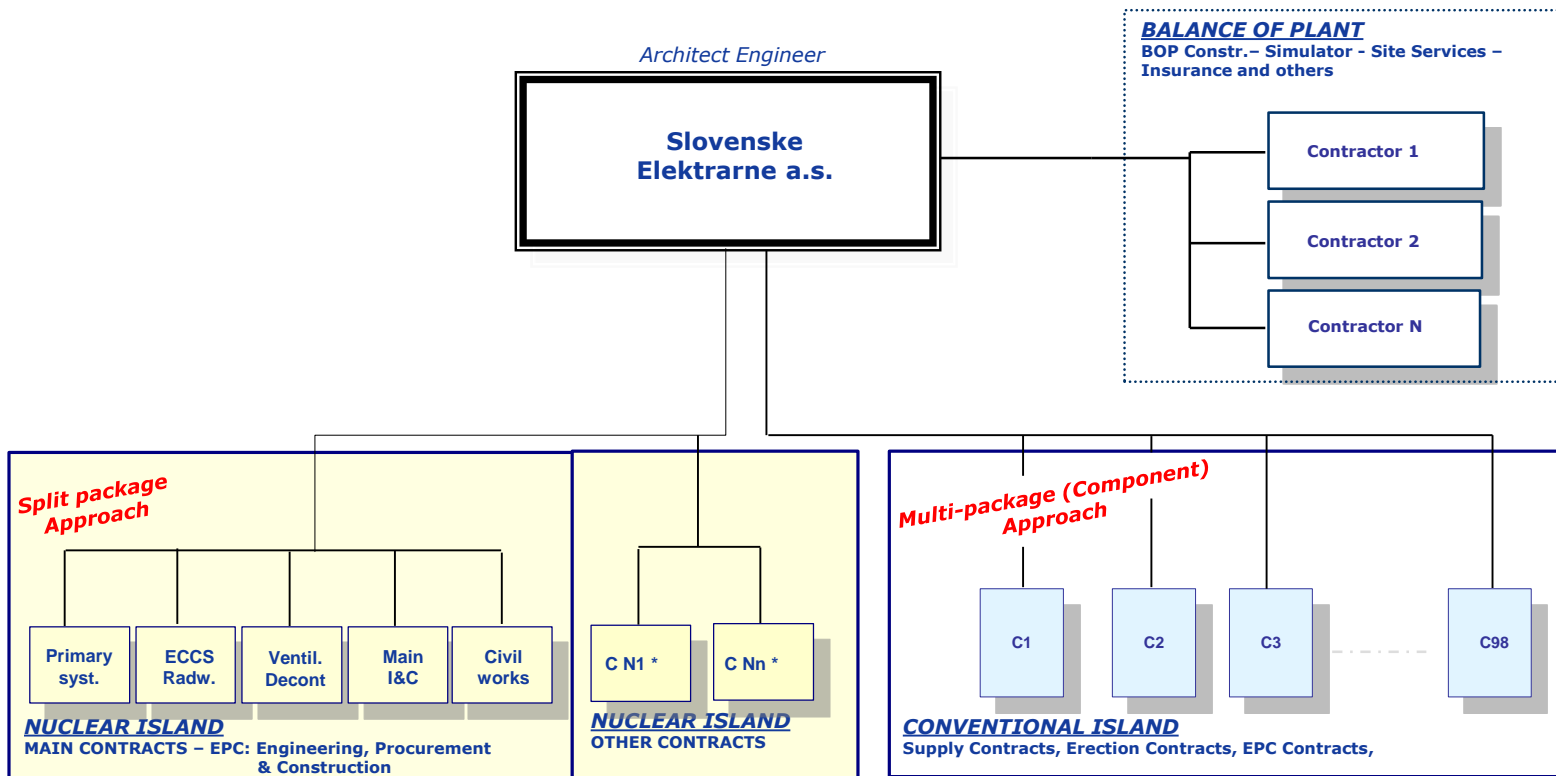 Architect Engineer
Slovenske
Elektrarne a.s.
BALANCE OF PLANT
BOP Constr.– Simulator - Site Services –
Insurance and others
Contractor 1
Contractor 2
Contractor N
Split package
Approach
Primary
syst.
ECCS
Radw.
Ventil.
Decont
Main
I&C
Civil
works
NUCLEAR ISLAND
MAIN CONTRACTS – EPC: Engineering, Procurement
& Construction
C N1 *
C Nn *
NUCLEAR ISLAND
OTHER CONTRACTS
Multi-package (Component)
Approach
C1
C2
C3
C98
CONVENTIONAL ISLAND
Supply Contracts, Erection Contracts, EPC Contracts,